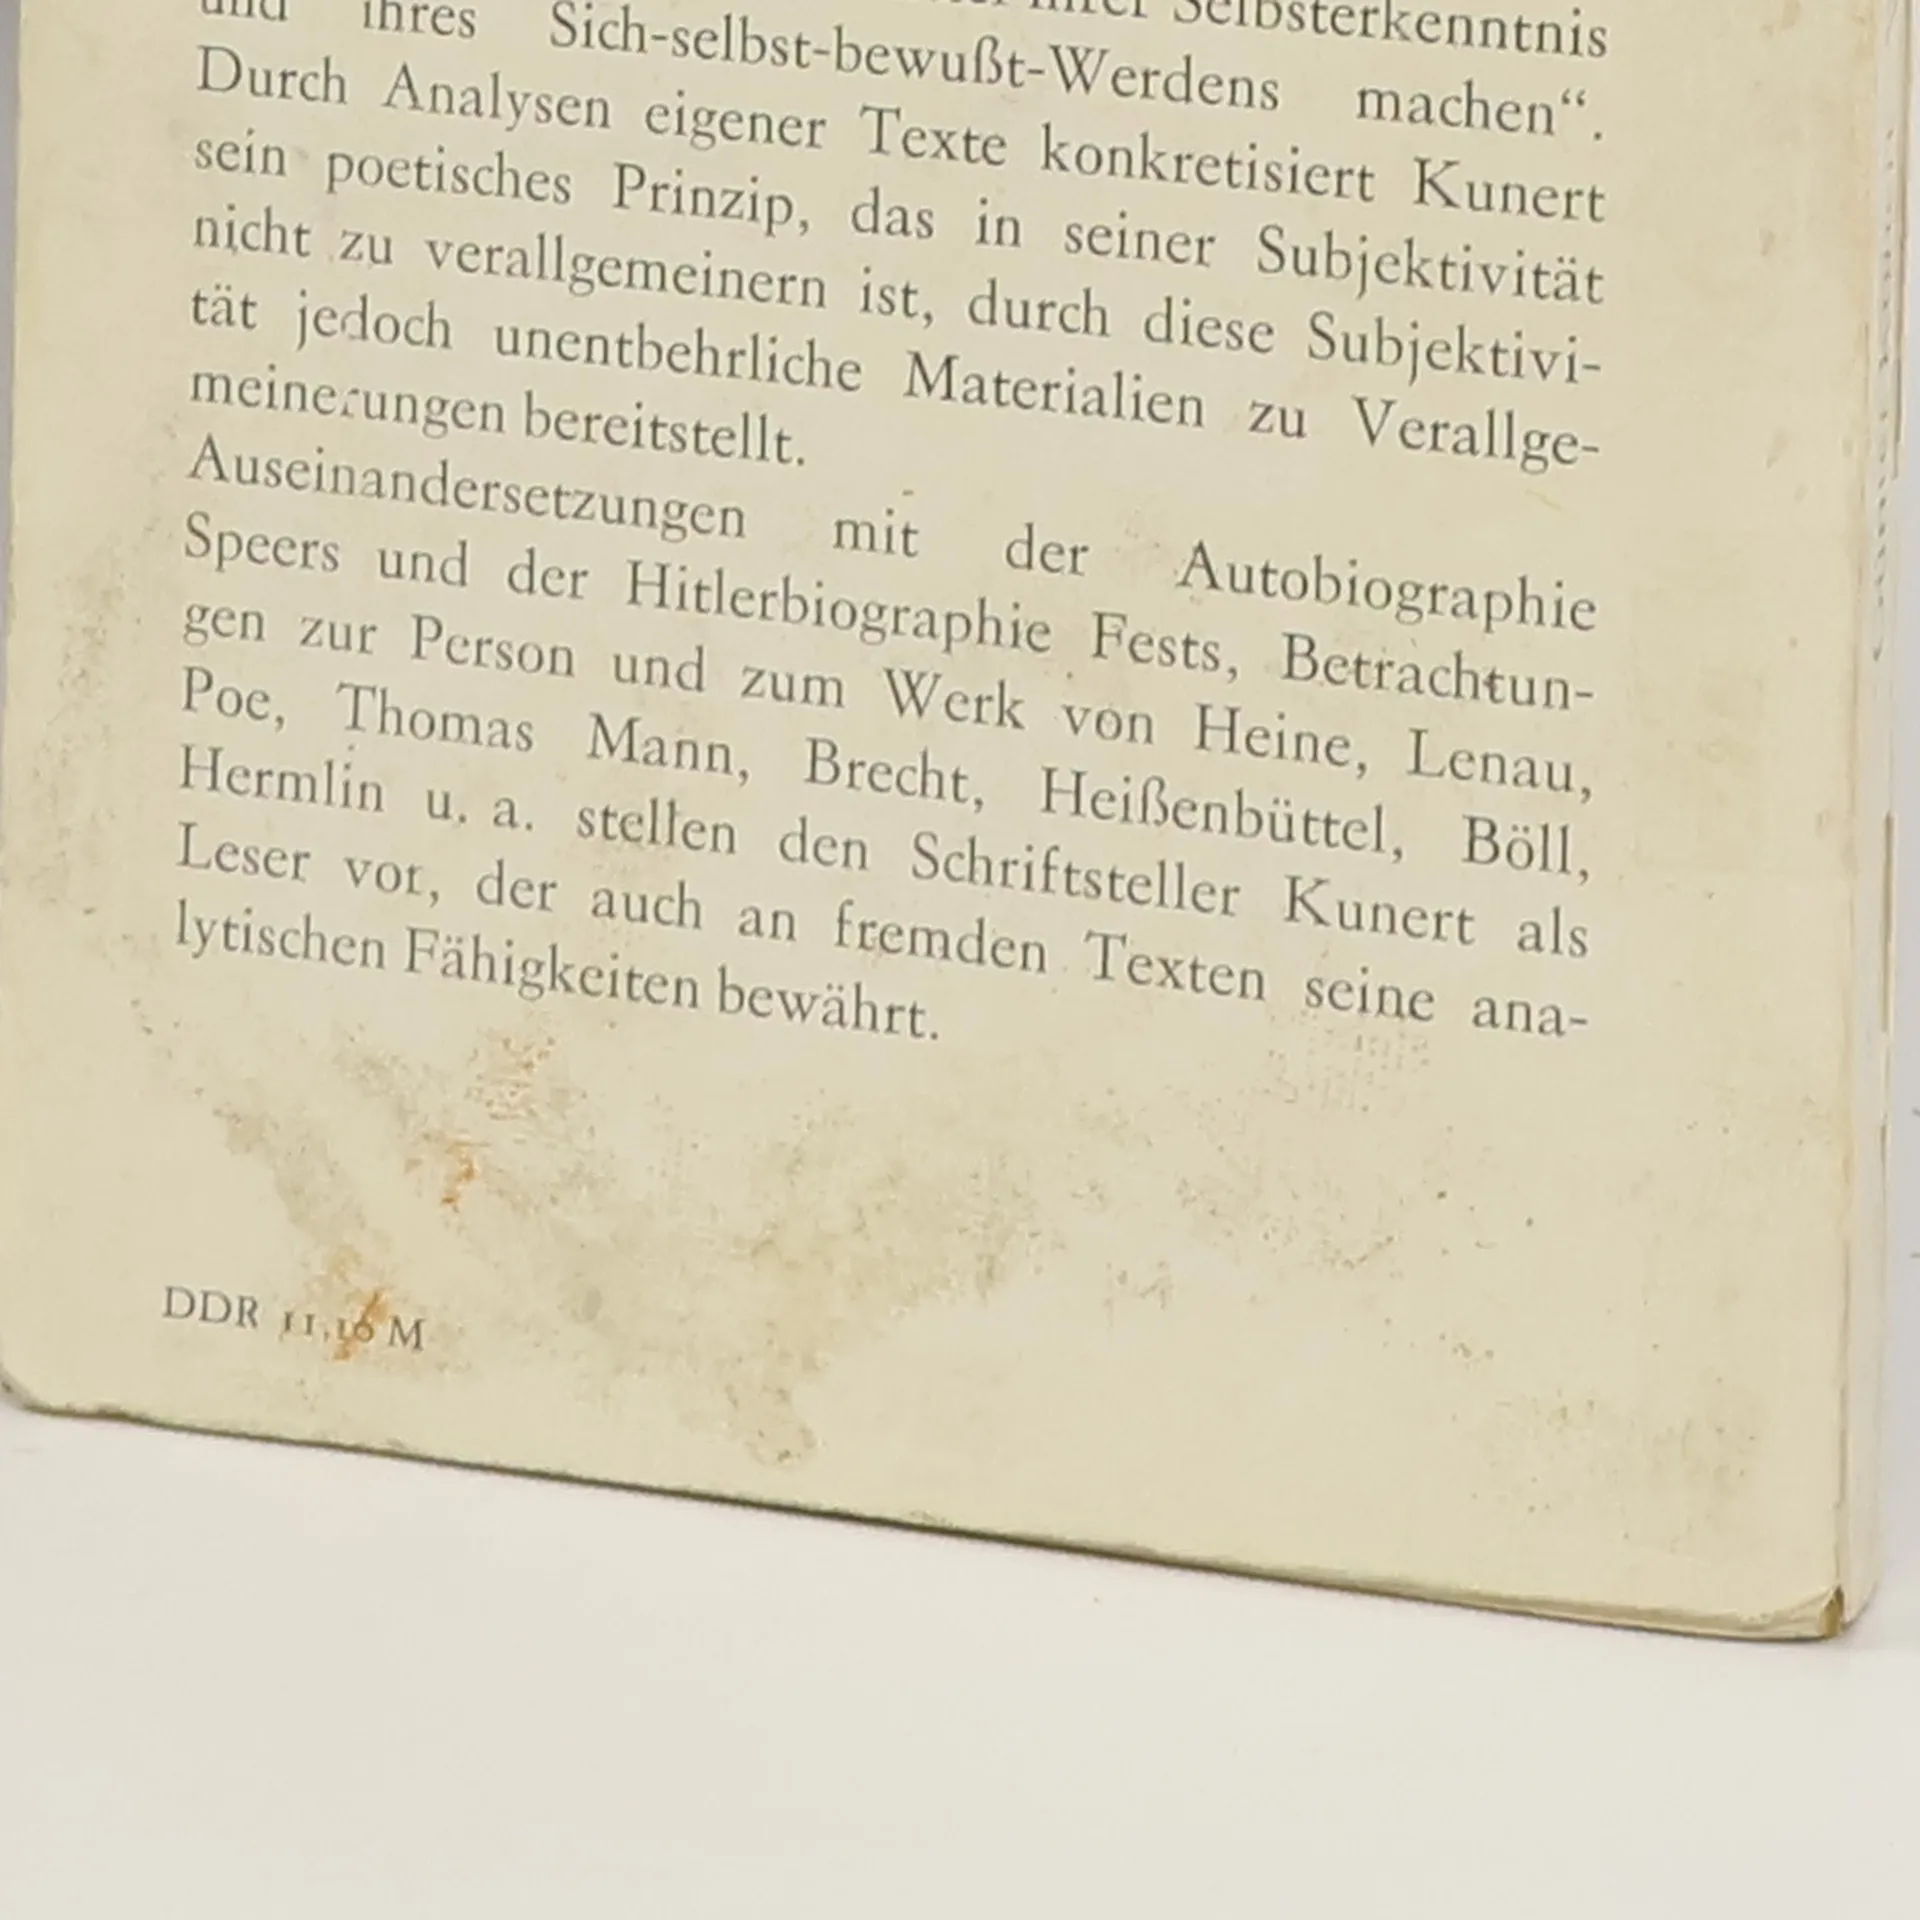 Selbsterkenntnis
und ihres Sich-selbst-bewußt-Werdens machen“.
Durch Analysen eigener Texte konkretisiert Kunert
sein poetisches Prinzip, das in seiner Subjektivität
nicht zu verallgemeinern ist, durch diese Subjektivi-
tät jedoch unentbehrliche Materialien zu Verallge-
meinerungen bereitstellt.
Auseinandersetzungen mit der Autobiographie
Speers und der Hitlerbiographie Fests, Betrachtun-
gen zur Person und zum Werk von Heine, Lenau,
Poe, Thomas Mann, Brecht, Heißenbüttel, Böll,
Hermlin u. a. stellen den Schriftsteller Kunert als
Leser vor, der auch an fremden Texten seine ana-
lytischen Fähigkeiten bewährt.
DDR 11,10 M